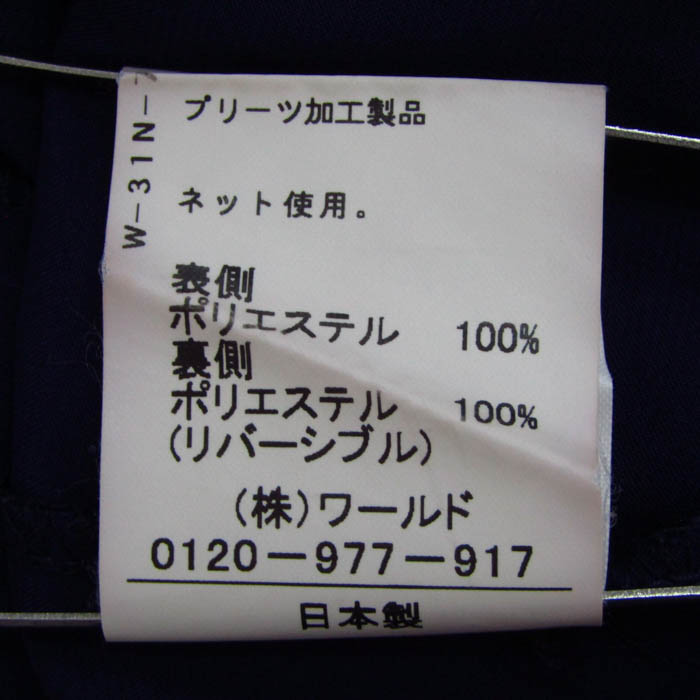 プリーツ加工製品
ネット使用。
表側
ポリエステル 100%
裏側
ポリエステル 100%
(リバーシブル)
(株)ワールド
0120-977-917
日本製
W-31N-